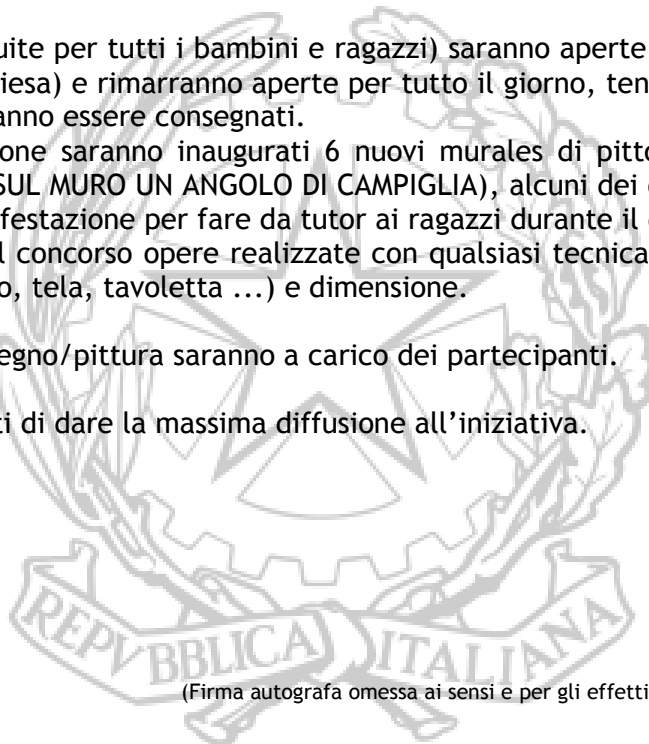 uite per tutti i bambini e ragazzi) saranno aperte
iesa) e rimarranno aperte per tutto il giorno, ten
anno essere consegnati.
one saranno inaugurati 6 nuovi murales di pitto
SUL MURO UN ANGOLO DI CAMPIGLIA), alcuni dei
festazione per fare da tutor ai ragazzi durante il
l concorso opere realizzate con qualsiasi tecnica
o, tela, tavoletta ...) e dimensione.
egno/pittura saranno a carico dei partecipanti.
ti di dare la massima diffusione all’iniziativa.
REPVBBLICA ITALIANA
(Firma autografa omessa ai sensi e per gli effetti